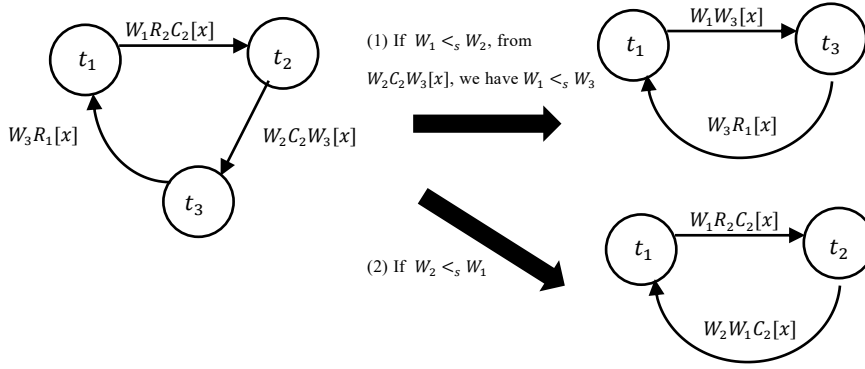 W₁R₂C₂[x]
t₁
t₂
W₃R₁[x]
W₂C₂W₃[x]
t₃
(1) If W₁ <ₛ W₂, from
W₂C₂W₃[x], we have W₁ <ₛ W₃
(2) If W₂ <ₛ W₁
W₁W₃[x]
t₁
t₃
W₃R₁[x]
W₁R₂C₂[x]
t₁
t₂
W₂W₁C₂[x]